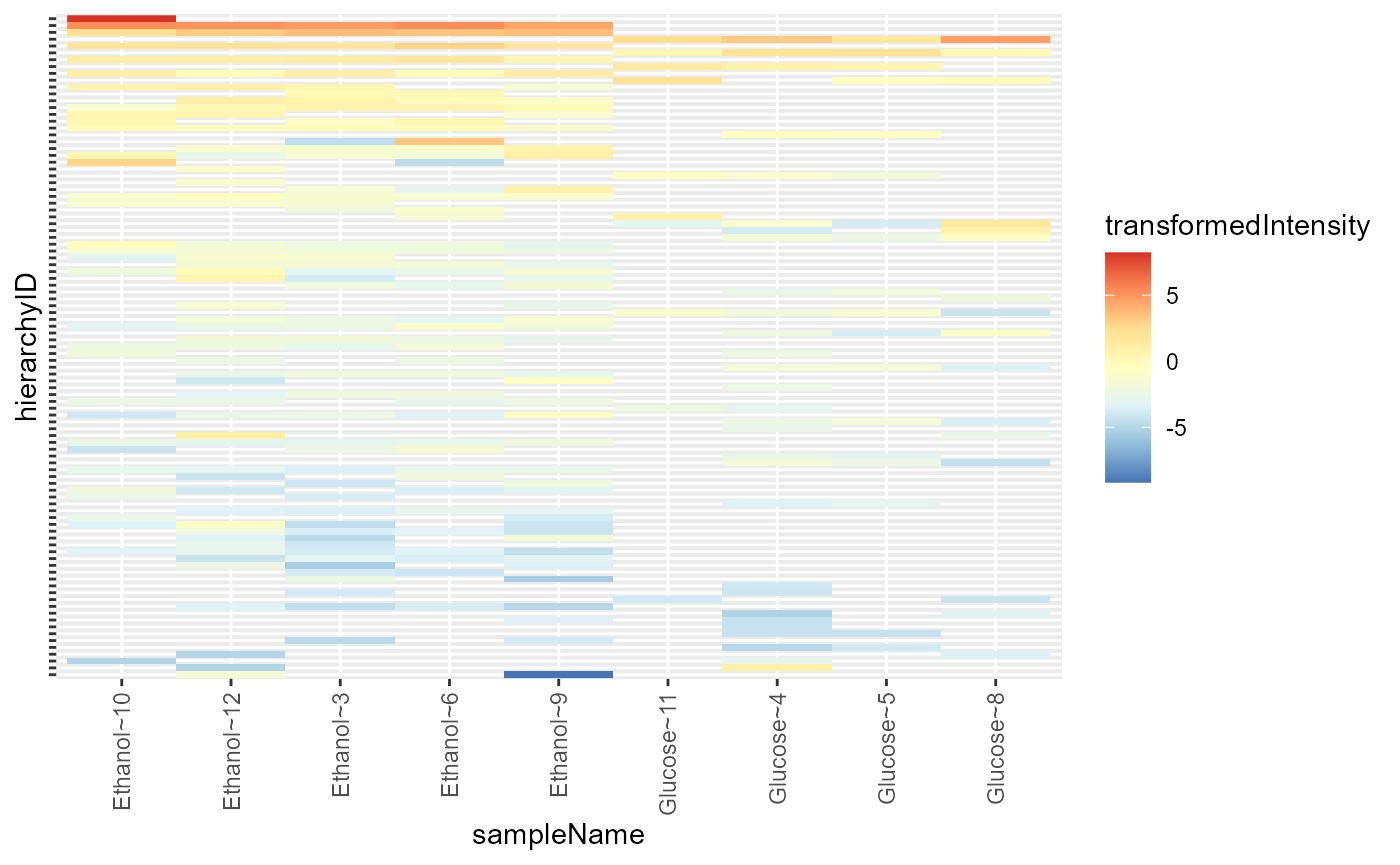 hierarchyID
transformedIntensity
5
0
-5
Ethanol~10
Ethanol~12
Ethanol~3
Ethanol~6
Ethanol~9
Glucose~11
Glucose~4
Glucose~5
Glucose~8
sampleName